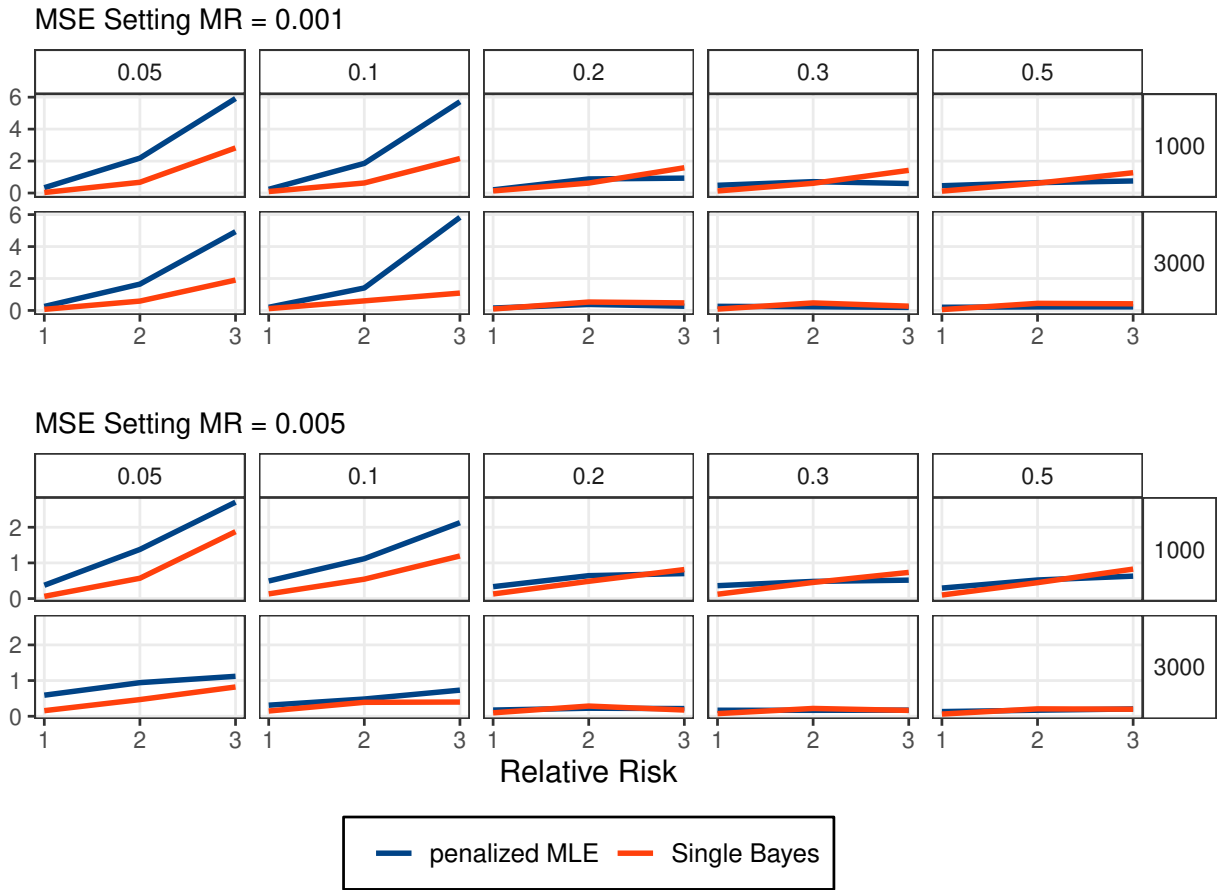 MSE Setting MR = 0.001
0.05 0.1 0.2 0.3 0.5
6
4
2
0
1000
6
4
2
0
3000
1 2 3 1 2 3 1 2 3 1 2 3 1 2 3
MSE Setting MR = 0.005
0.05 0.1 0.2 0.3 0.5
2
1
0
1000
2
1
0
3000
1 2 3 1 2 3 1 2 3 1 2 3 1 2 3
Relative Risk
penalized MLE Single Bayes